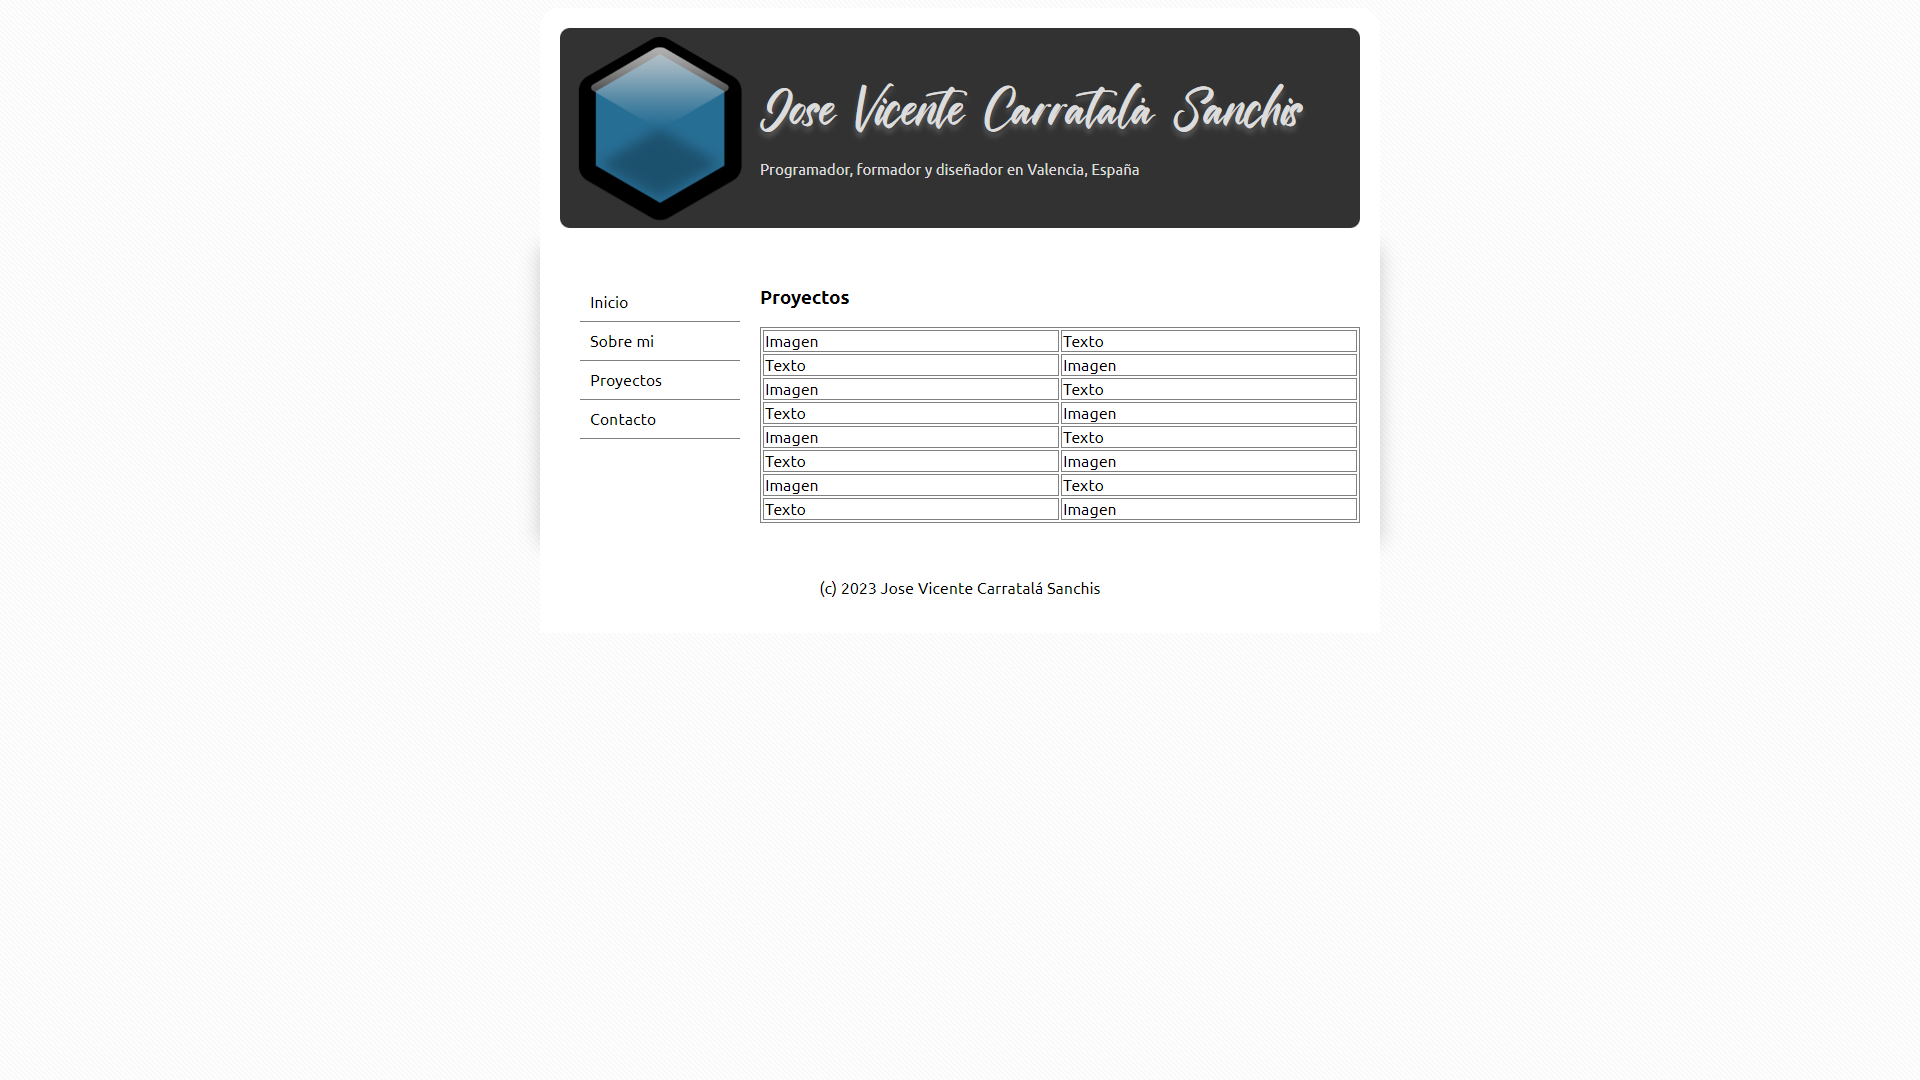 Jose Vicente Carratalá Sanchis
Programador, formador y diseñador en Valencia, España
Inicio
Sobre mi
Proyectos
Contacto
Proyectos
Imagen Texto
Texto Imagen
Imagen Texto
Texto Imagen
Imagen Texto
Texto Imagen
Imagen Texto
Texto Imagen
(c) 2023 Jose Vicente Carratalá Sanchis